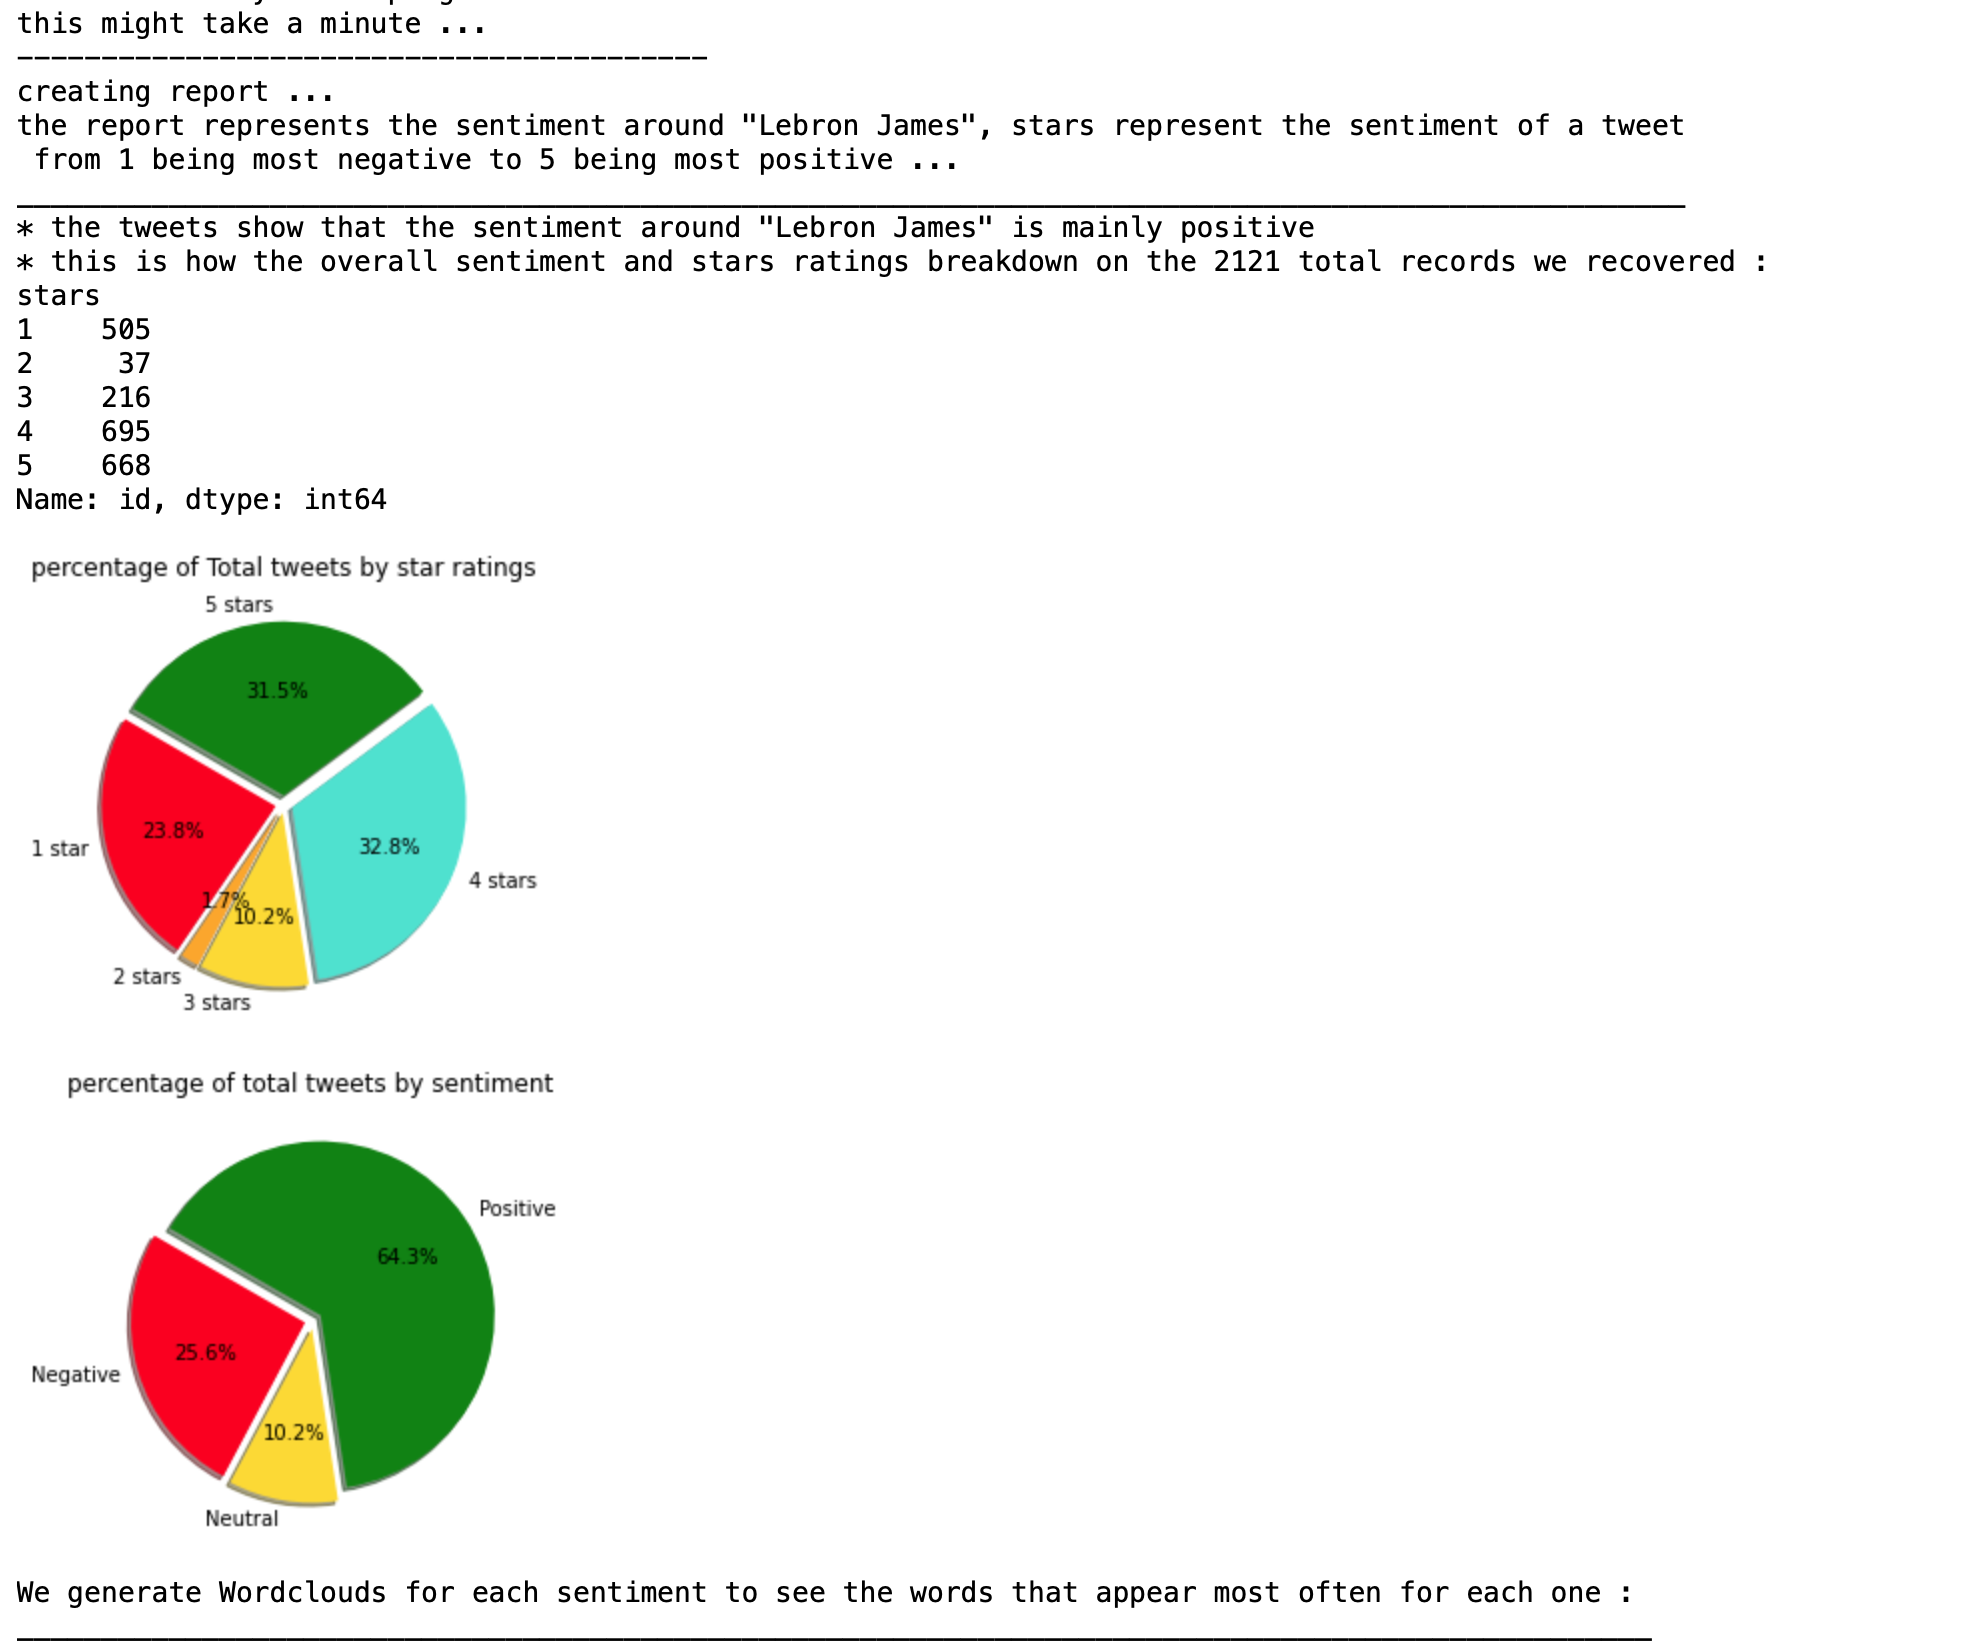 this might take a minute ...
-----------------------------------------
creating report ...
the report represents the sentiment around "Lebron James", stars represent the sentiment of a tweet
from 1 being most negative to 5 being most positive ...
* the tweets show that the sentiment around "Lebron James" is mainly positive
* this is how the overall sentiment and stars ratings breakdown on the 2121 total records we recovered :
stars
1 505
2 37
3 216
4 695
5 668
Name: id, dtype: int64
percentage of Total tweets by star ratings
5 stars
31.5%
23.8%
32.8%
1 star
4 stars
1.7%
10.2%
2 stars
3 stars
percentage of total tweets by sentiment
Positive
64.3%
25.6%
Negative
10.2%
Neutral
We generate Wordclouds for each sentiment to see the words that appear most often for each one :